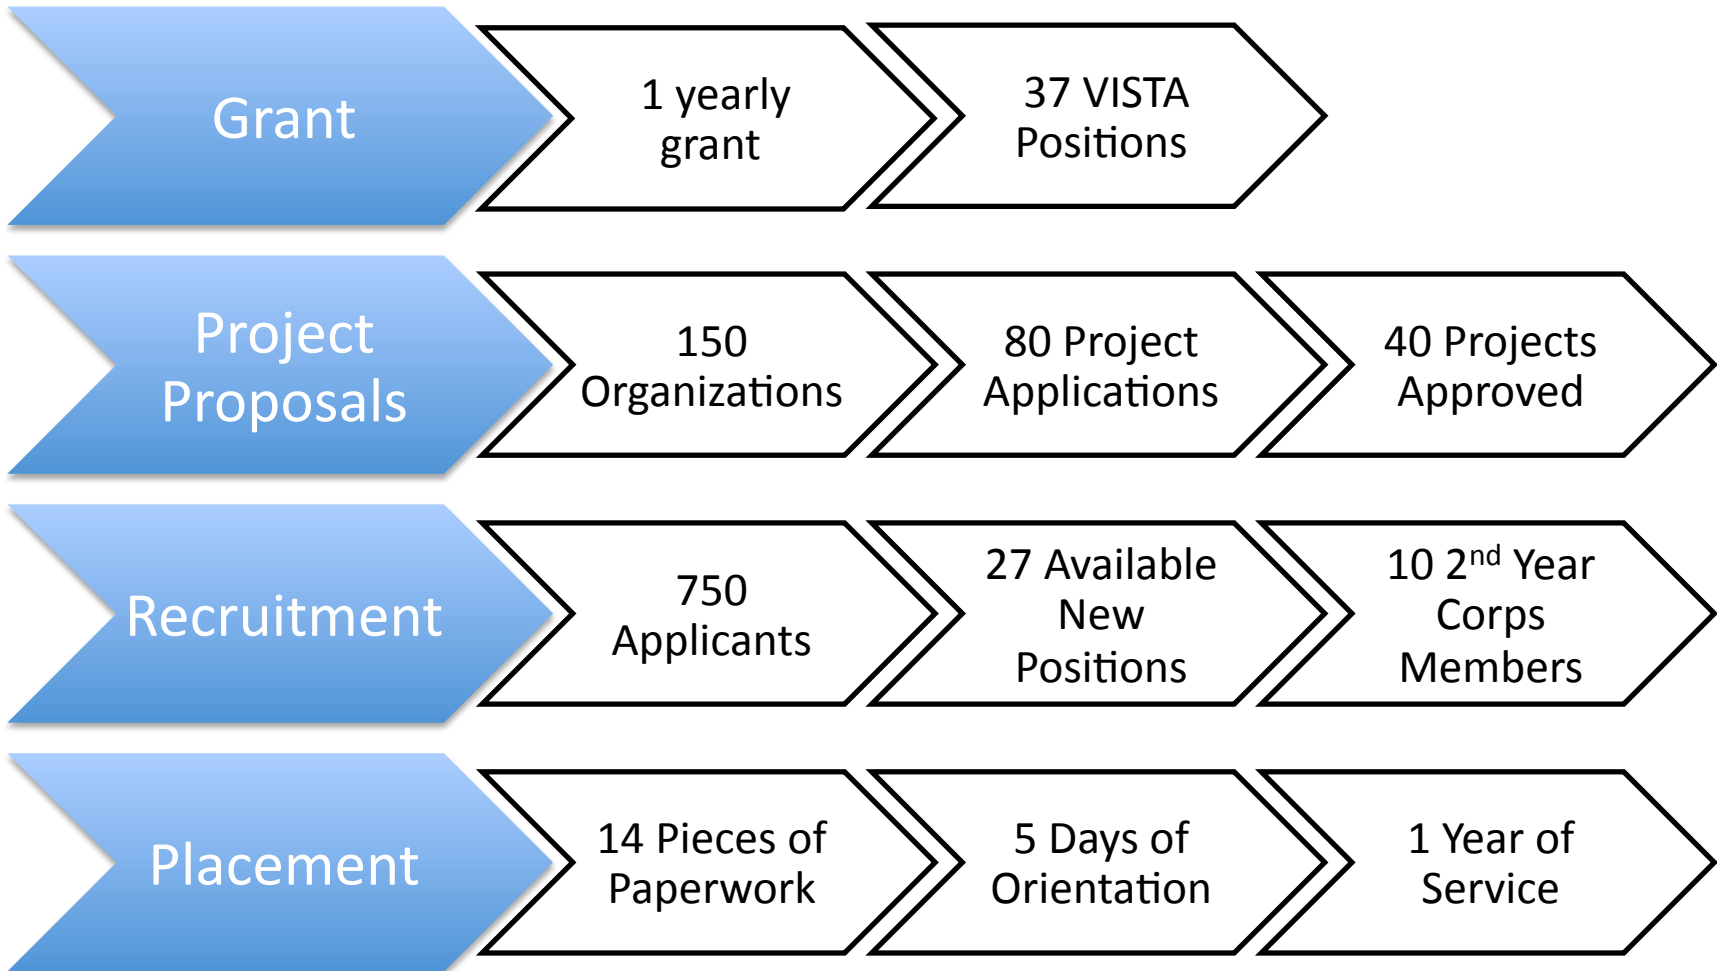 Grant
1 yearly
grant
37 VISTA
Positions
Project
Proposals
150
Organizations
80 Project
Applications
40 Projects
Approved
Recruitment
750
Applicants
27 Available
New
Positions
10 2nd Year
Corps
Members
Placement
14 Pieces of
Paperwork
5 Days of
Orientation
1 Year of
Service